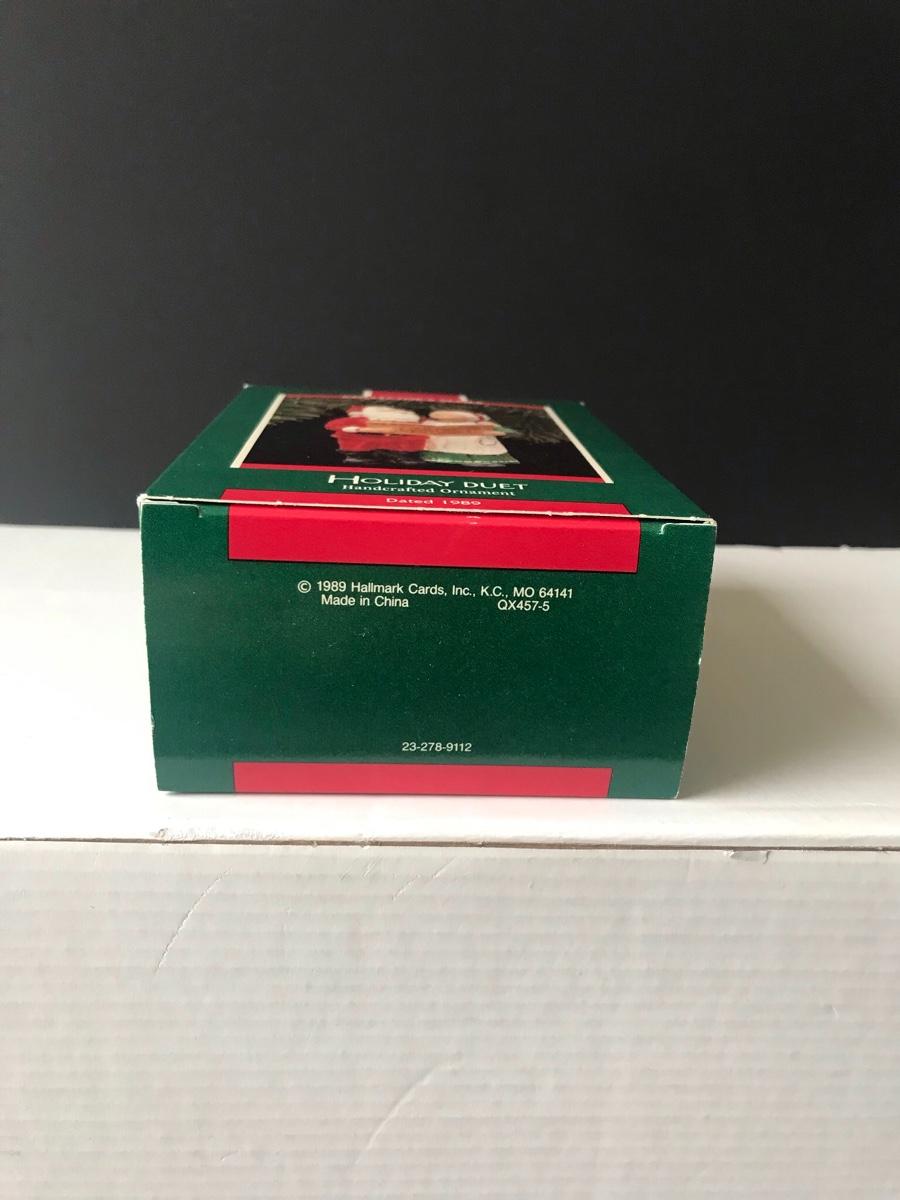 HOLIDAY DUET
Handcrafted Ornament
Dated 1989
© 1989 Hallmark Cards, Inc., K.C., MO 64141
Made in China QX457-5
23-278-9112